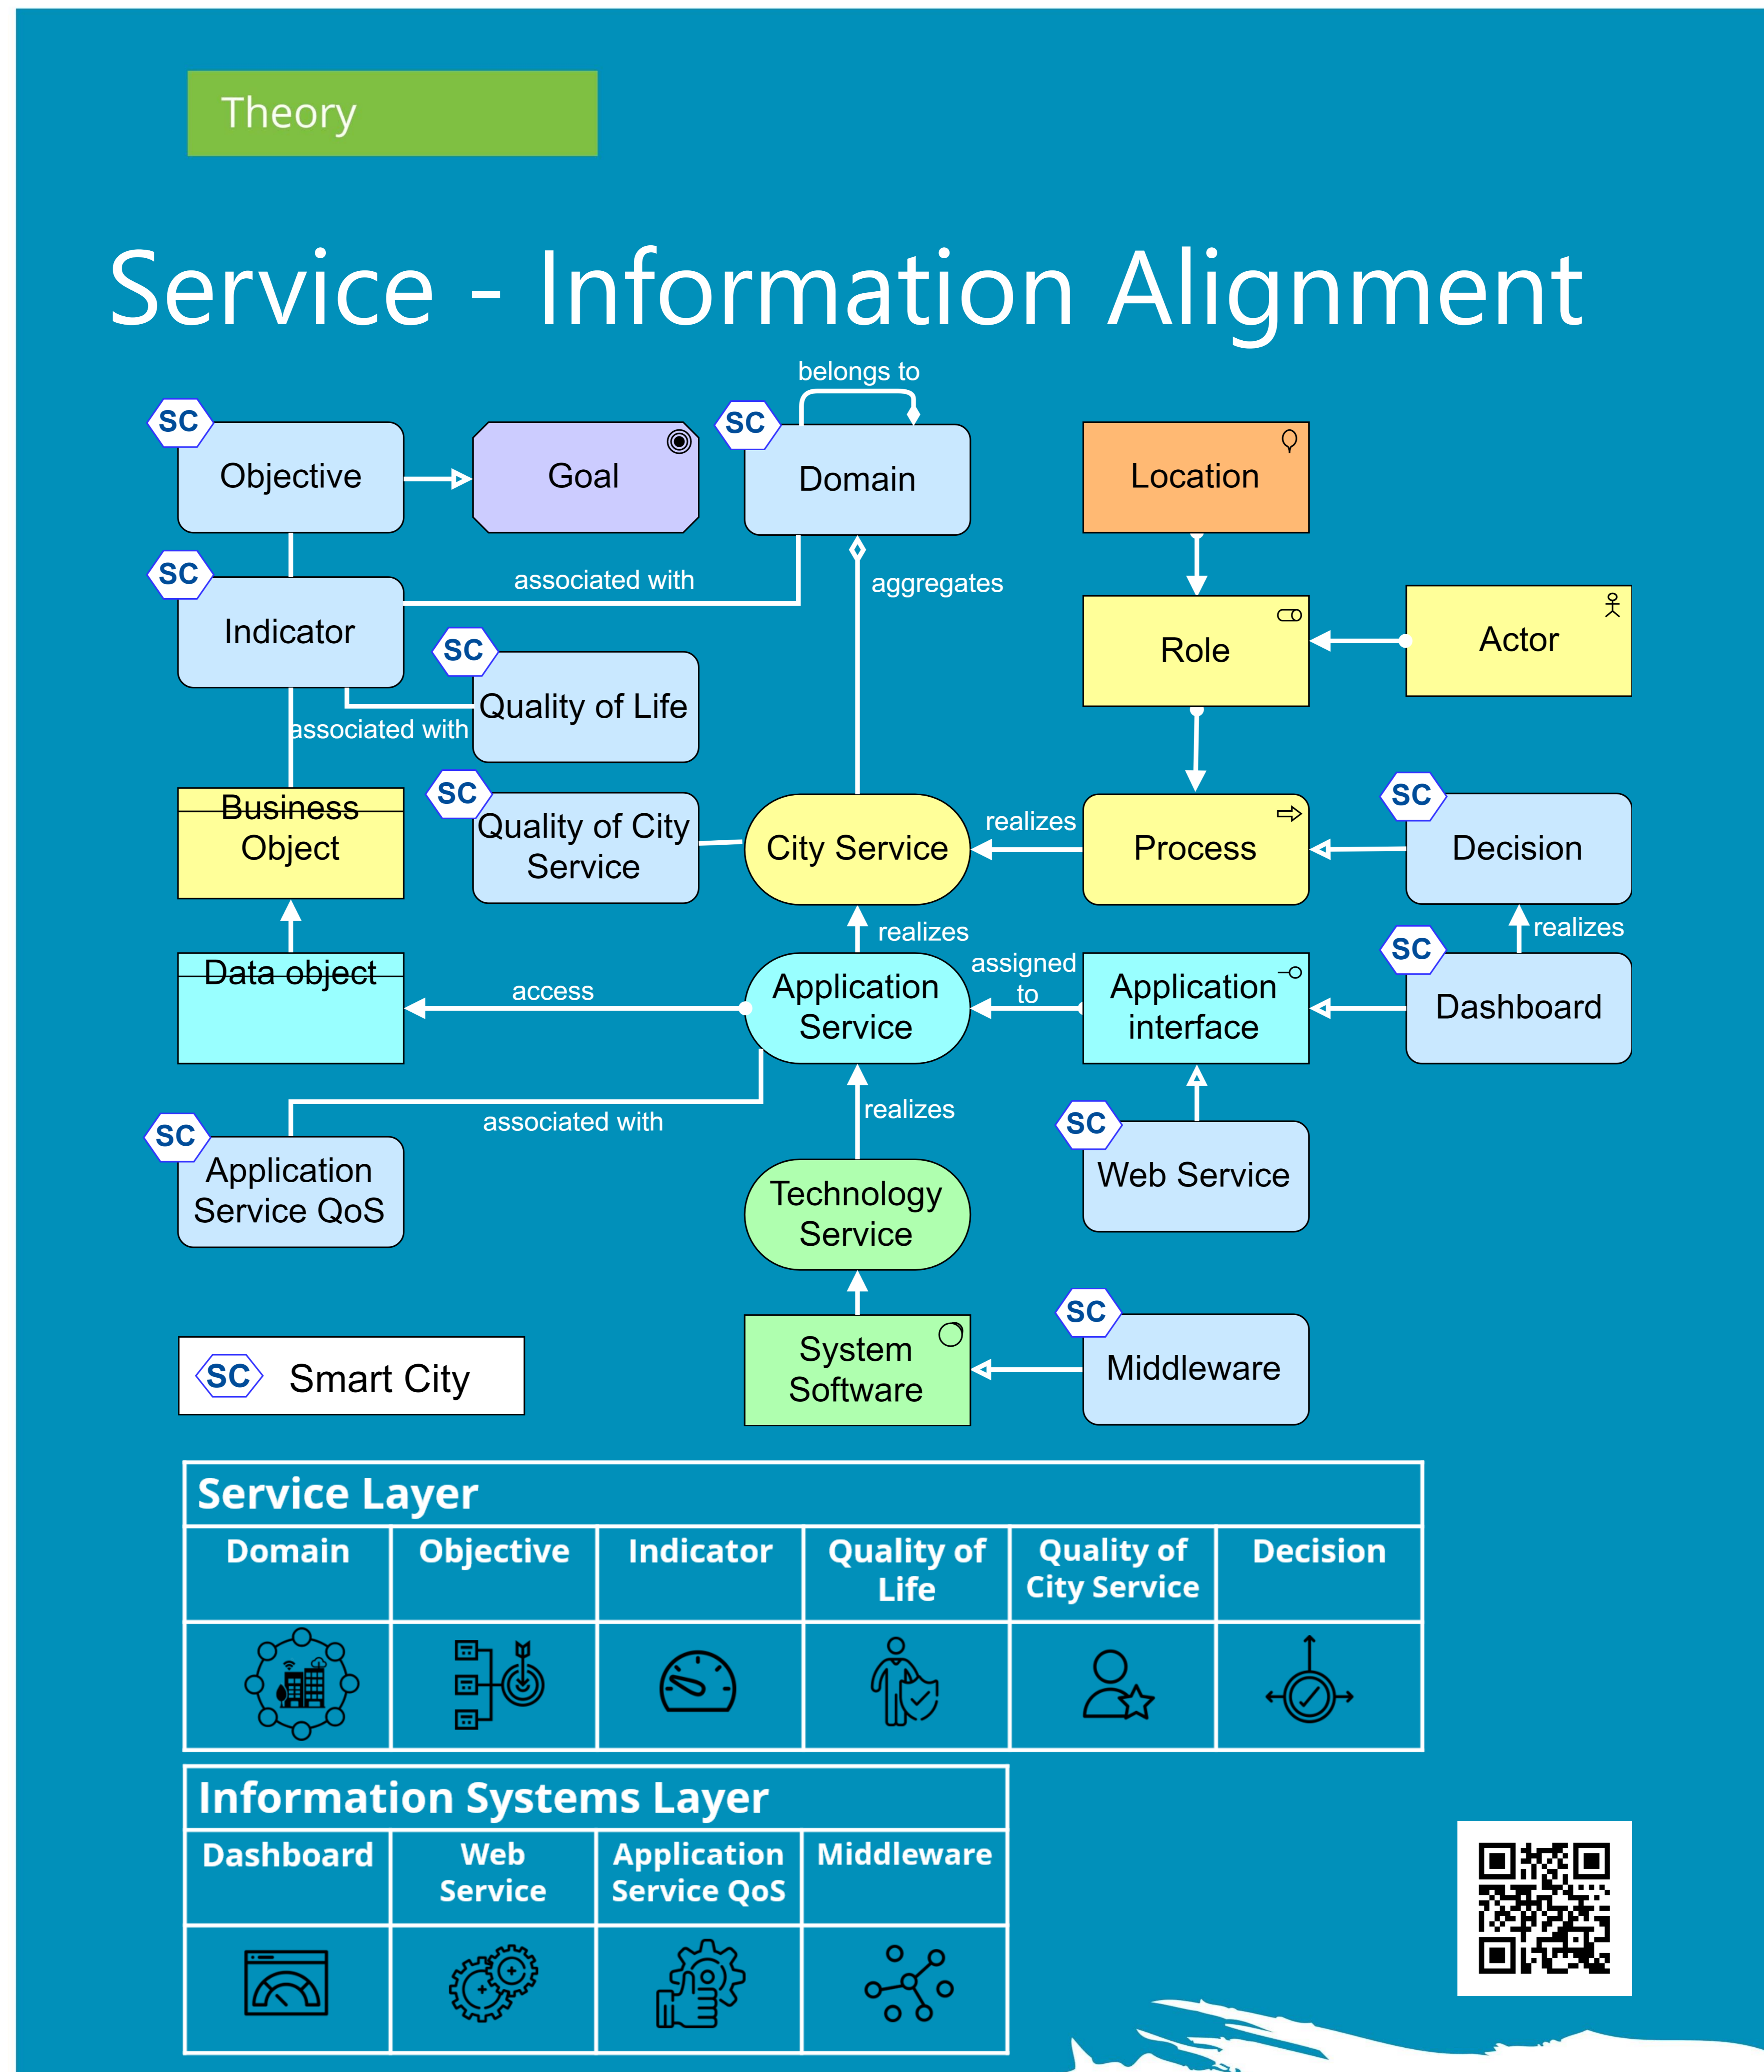 Theory
Service - Information Alignment
belongs to
SC
SC
Objective
Goal
Domain
Location
SC
associated with
aggregates
Indicator
Role
Actor
SC
Quality of Life
associated with
SC
SC
Business
Object
Quality of City
Service
City Service
realizes
Process
Decision
realizes
realizes
SC
Data object
access
Application
Service
assigned
to
Application
interface
Dashboard
associated with
realizes
SC
SC
Application
Service QoS
Web Service
Technology
Service
SC
SC Smart City
System
Software
Middleware
Service Layer
Domain
Objective
Indicator
Quality of
Life
Quality of
City Service
Decision
Information Systems Layer
Dashboard
Web
Service
Application
Service QoS
Middleware